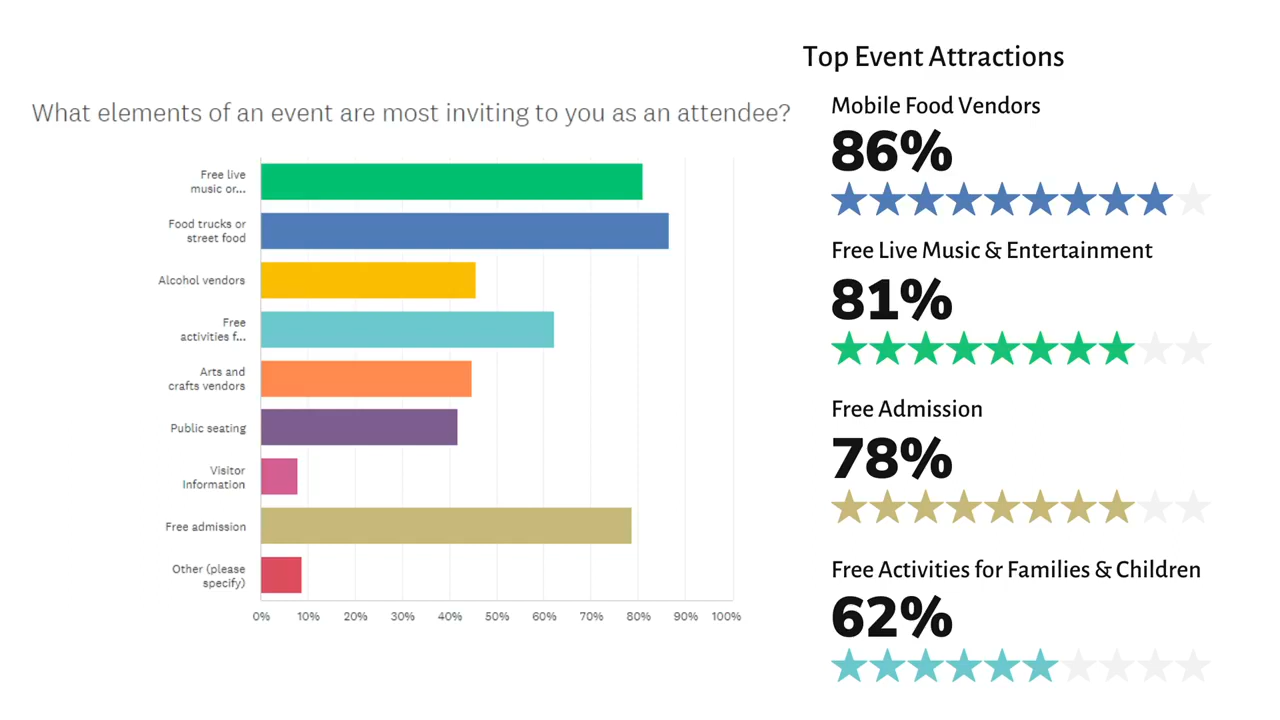 What elements of an event are most inviting to you as an attendee?
Free live
music or...
Food trucks or
street food
Alcohol vendors
Free
activities f...
Arts and
crafts vendors
Public seating
Visitor
Information
Free admission
Other (please
specify)
0% 10% 20% 30% 40% 50% 60% 70% 80% 90% 100%
Top Event Attractions
Mobile Food Vendors
86%
Free Live Music & Entertainment
81%
Free Admission
78%
Free Activities for Families & Children
62%